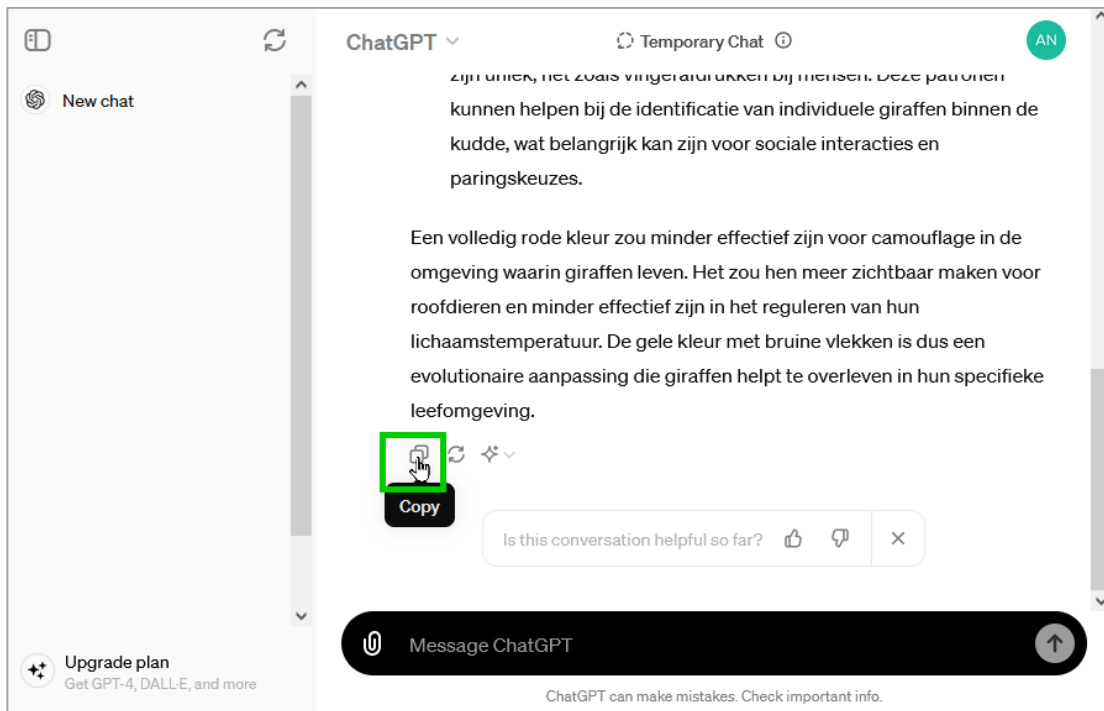 ChatGPT
Temporary Chat
AN
New chat
zijn uniek, net zoals vingerafdrukken bij mensen. Deze patronen
kunnen helpen bij de identificatie van individuele giraffen binnen de
kudde, wat belangrijk kan zijn voor sociale interacties en
paringskeuzes.
Een volledig rode kleur zou minder effectief zijn voor camouflage in de
omgeving waarin giraffen leven. Het zou hen meer zichtbaar maken voor
roofdieren en minder effectief zijn in het reguleren van hun
lichaamstemperatuur. De gele kleur met bruine vlekken is dus een
evolutionaire aanpassing die giraffen helpt te overleven in hun specifieke
leefomgeving.
Copy
Is this conversation helpful so far?
Message ChatGPT
Upgrade plan
Get GPT-4, DALL·E, and more
ChatGPT can make mistakes. Check important info.